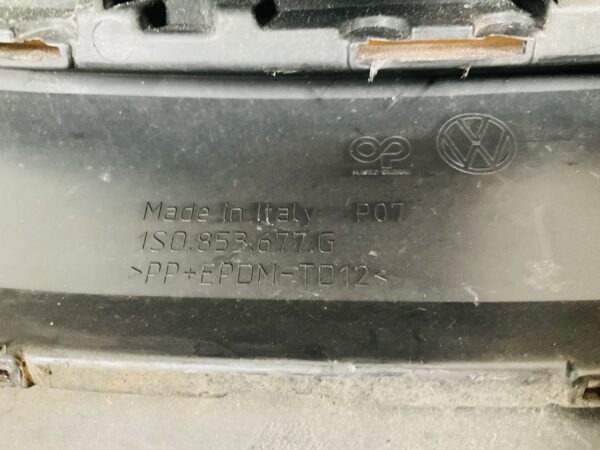 Made in Italy P07
1S0.853.677.G
>PP+EPDM-TD12<